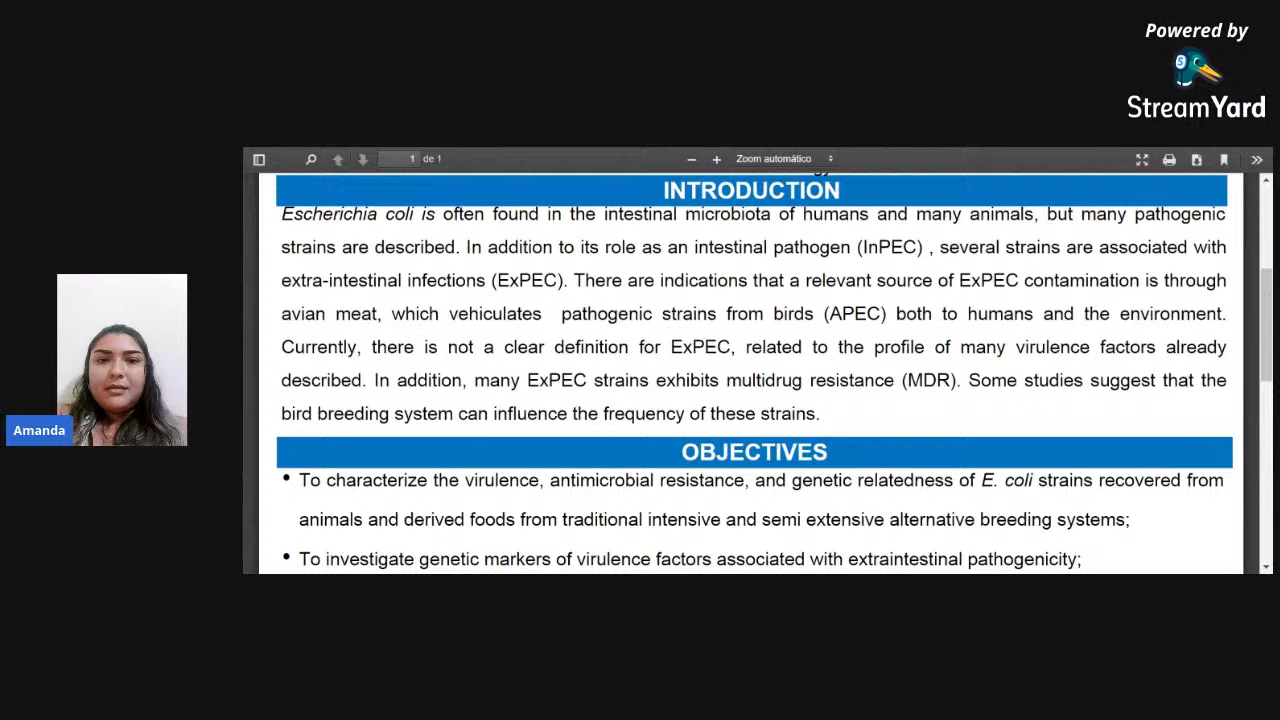 Powered by
StreamYard
1 de 1
Zoom automático
INTRODUCTION
Escherichia coli is often found in the intestinal microbiota of humans and many animals, but many pathogenic
strains are described. In addition to its role as an intestinal pathogen (InPEC) , several strains are associated with
extra-intestinal infections (ExPEC). There are indications that a relevant source of ExPEC contamination is through
avian meat, which vehiculates pathogenic strains from birds (APEC) both to humans and the environment.
Currently, there is not a clear definition for ExPEC, related to the profile of many virulence factors already
described. In addition, many ExPEC strains exhibits multidrug resistance (MDR). Some studies suggest that the
bird breeding system can influence the frequency of these strains.
OBJECTIVES
• To characterize the virulence, antimicrobial resistance, and genetic relatedness of E. coli strains recovered from
animals and derived foods from traditional intensive and semi extensive alternative breeding systems;
• To investigate genetic markers of virulence factors associated with extraintestinal pathogenicity;
Amanda